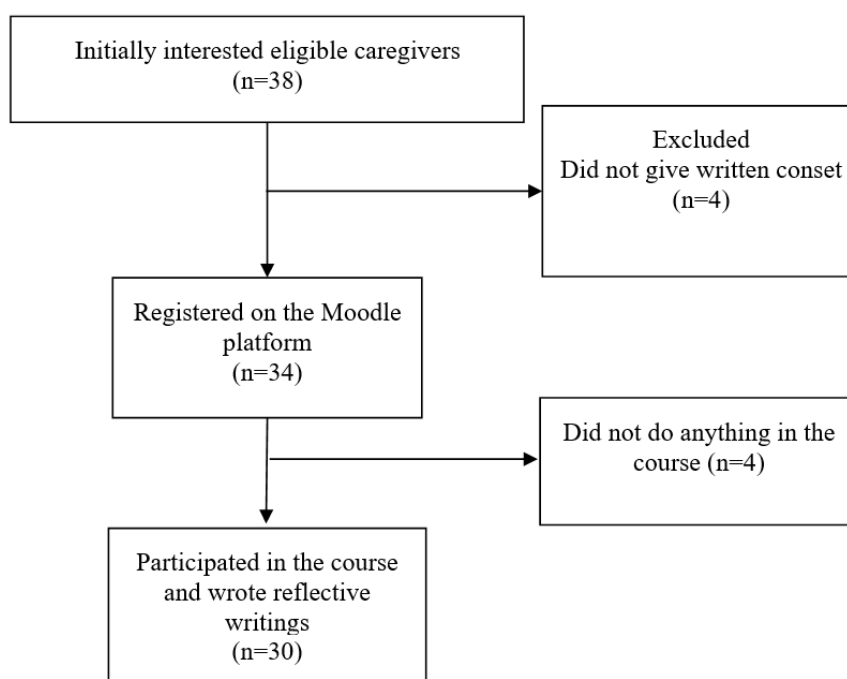 Initially interested eligible caregivers
(n=38)
Excluded
Did not give written conset
(n=4)
Registered on the Moodle
platform
(n=34)
Did not do anything in the
course (n=4)
Participated in the course
and wrote reflective
writings
(n=30)